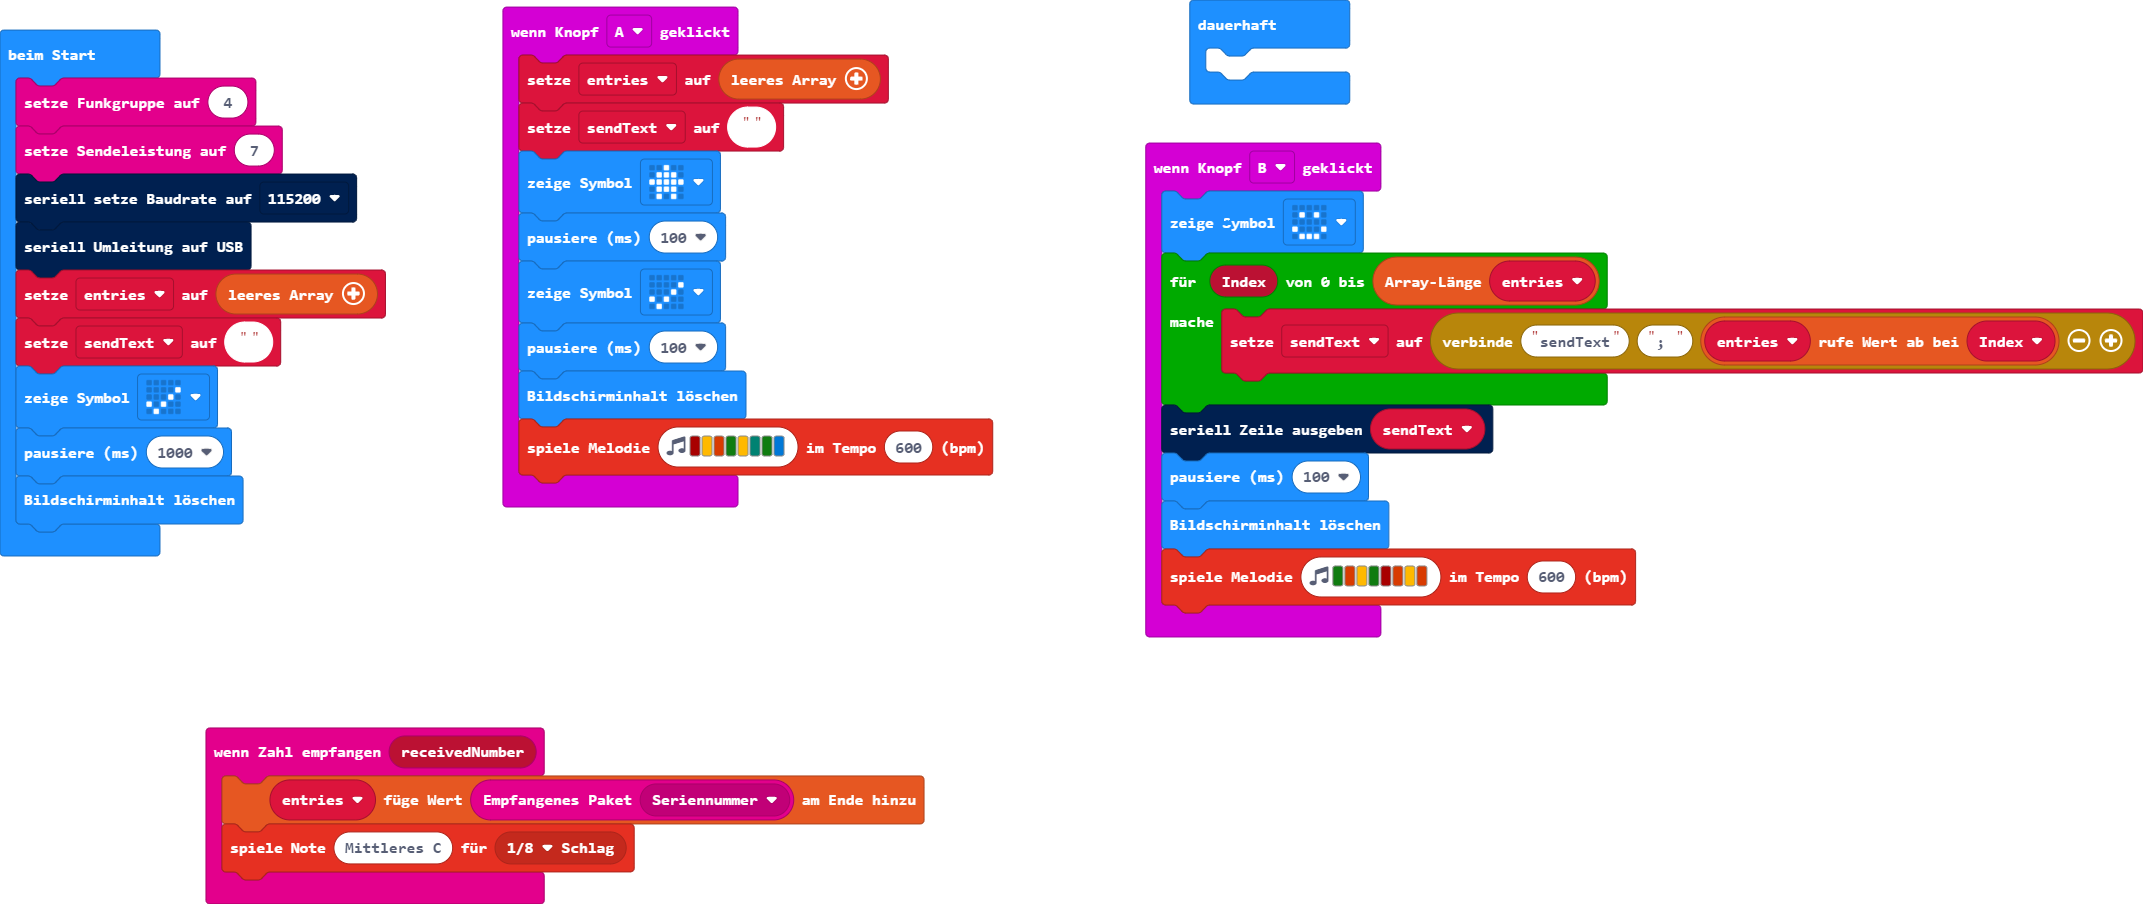 beim Start
setze Funkgruppe auf 4
setze Sendeleistung auf 7
seriell setze Baudrate auf 115200
seriell Umleitung auf USB
setze entries auf leeres Array
setze sendText auf " "
zeige Symbol
pausiere (ms) 1000
Bildschirminhalt löschen
wenn Knopf A geklickt
setze entries auf leeres Array
setze sendText auf " "
zeige Symbol
pausiere (ms) 100
zeige Symbol
pausiere (ms) 100
Bildschirminhalt löschen
spiele Melodie im Tempo 600 (bpm)
dauerhaft
wenn Knopf B geklickt
zeige Symbol
für Index von 0 bis Array-Länge entries
mache setze sendText auf verbinde "sendText" "; " entries rufe Wert ab bei Index
seriell Zeile ausgeben sendText
pausiere (ms) 100
Bildschirminhalt löschen
spiele Melodie im Tempo 600 (bpm)
wenn Zahl empfangen receivedNumber
entries füge Wert Empfangenes Paket Seriennummer am Ende hinzu
spiele Note Mittleres C für 1/8 Schlag